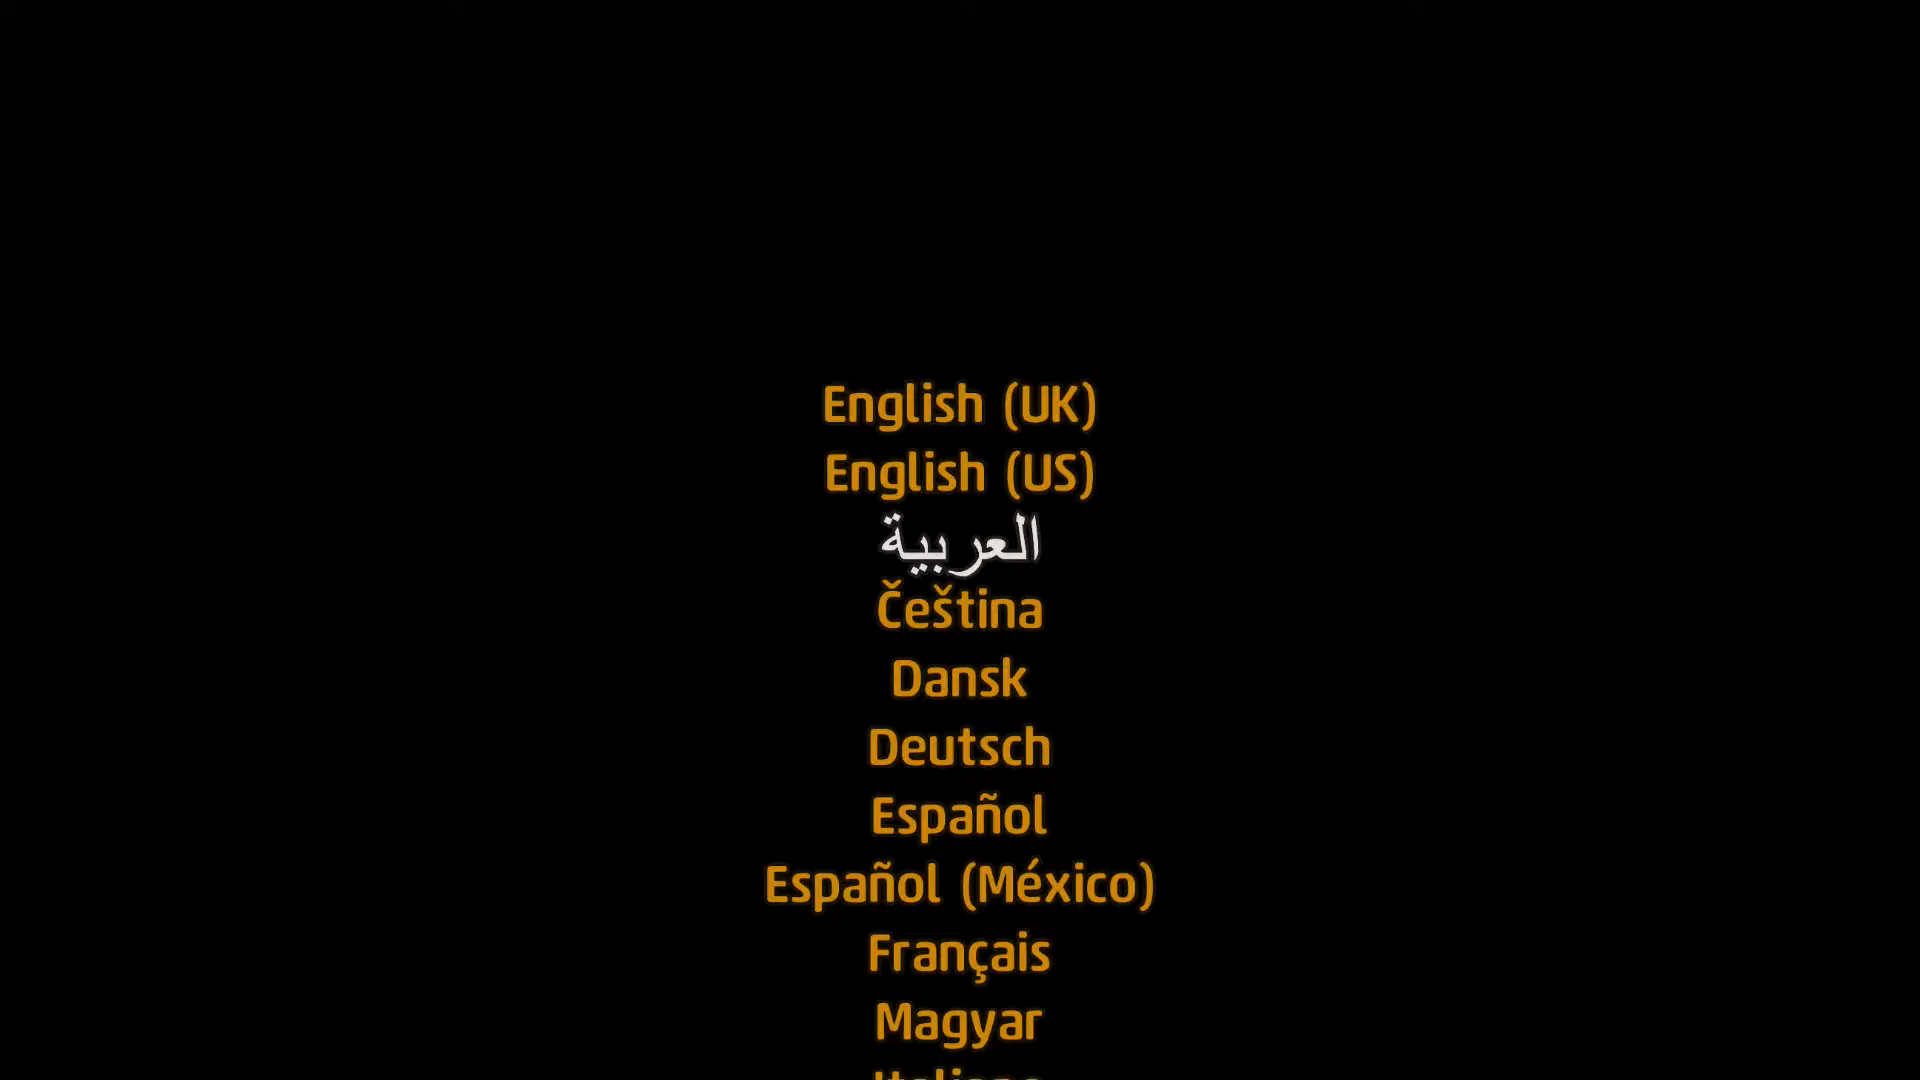 English (UK)
English (US)
العربية
Čeština
Dansk
Deutsch
Español
Español (México)
Français
Magyar